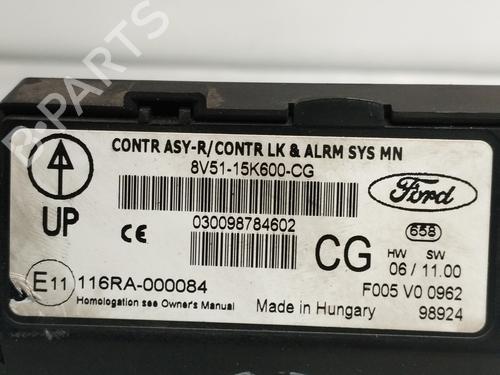 CONTR ASY-R/CONTR LK & ALRM SYS MN
8V51-15K600-CG
Ford
UP
030098784602
CE
CG
658
HW SW
06 / 11.00
E11 116RA-000084
F005 V0 0962
Homologation see Owner's Manual
Made in Hungary
98924
B-PARTS